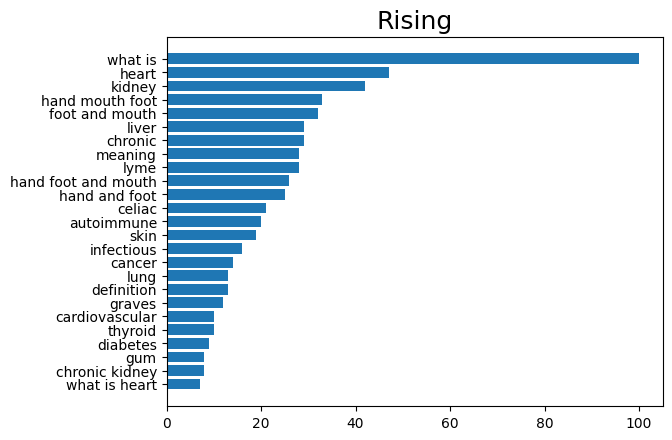 Rising
what is
heart
kidney
hand mouth foot
foot and mouth
liver
chronic
meaning
lyme
hand foot and mouth
hand and foot
celiac
autoimmune
skin
infectious
cancer
lung
definition
graves
cardiovascular
thyroid
diabetes
gum
chronic kidney
what is heart
0 20 40 60 80 100